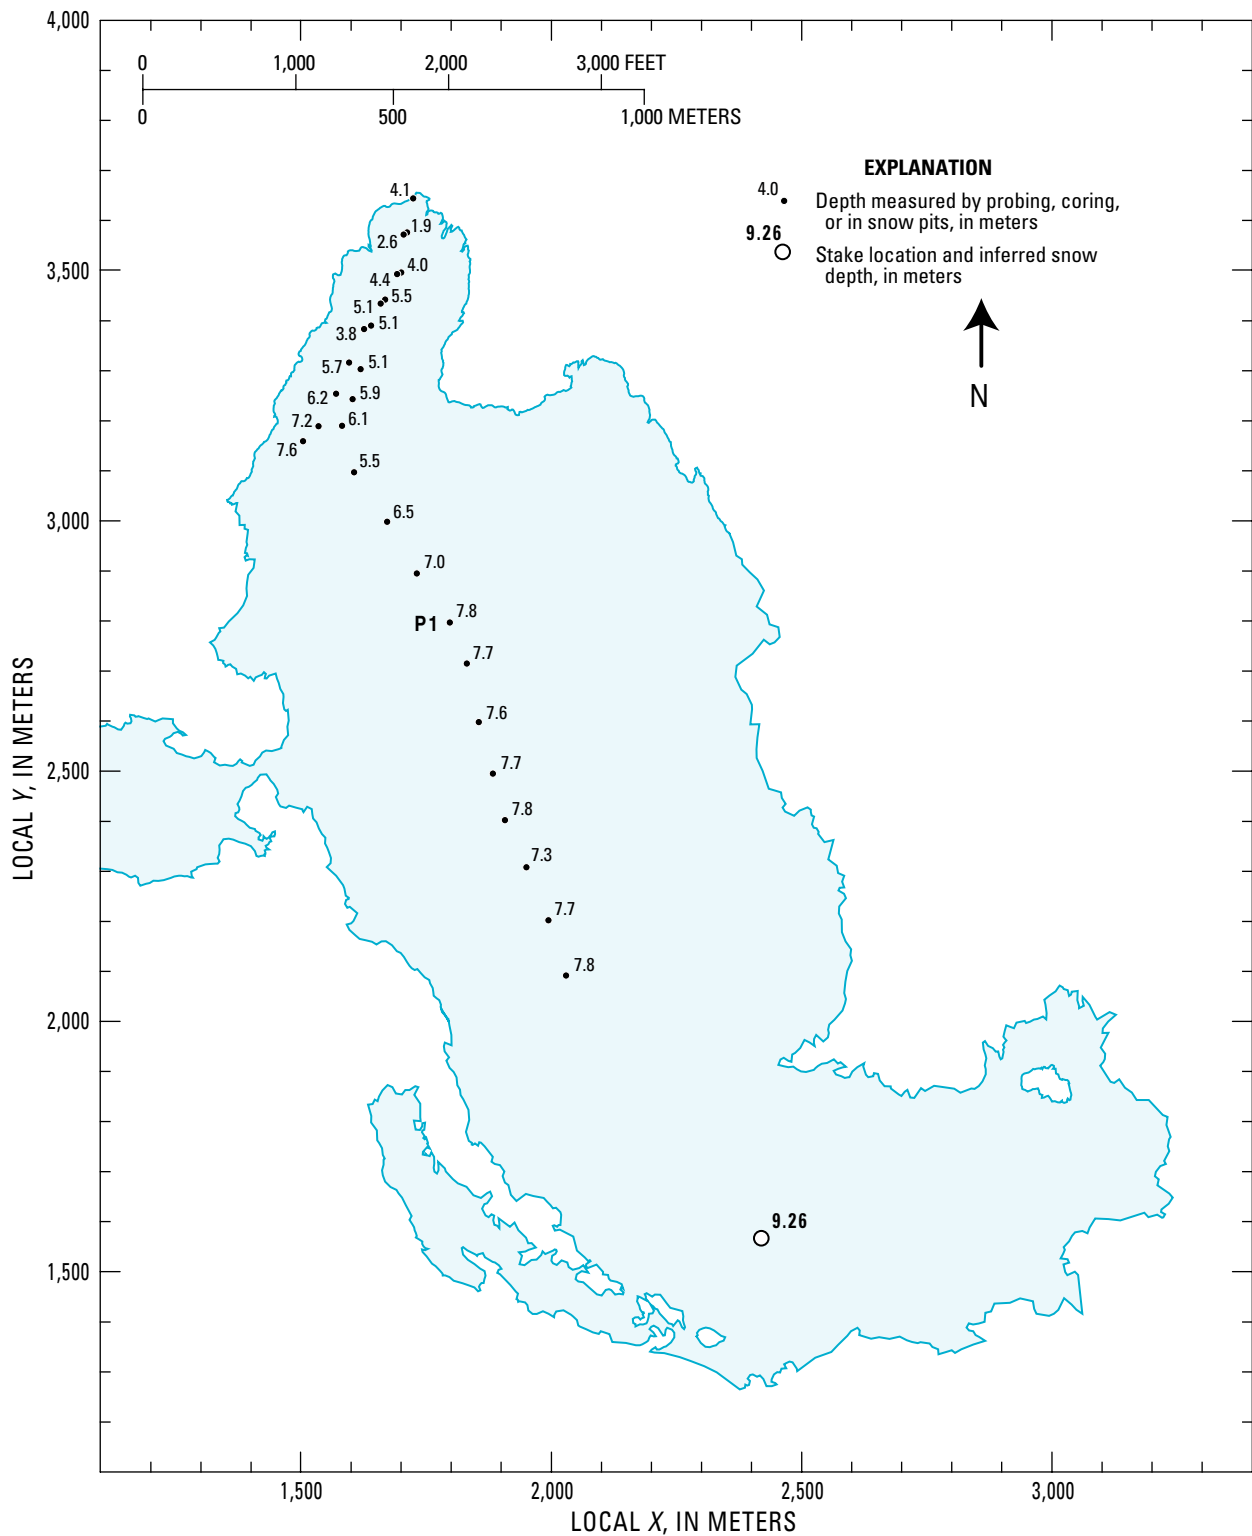 4,000
0 1,000 2,000 3,000 FEET
0 500 1,000 METERS
EXPLANATION
4.0 Depth measured by probing, coring,
or in snow pits, in meters
9.26 Stake location and inferred snow
depth, in meters
N
4.1
1.9
2.6
3,500
4.0
4.4
5.5
5.1
5.1
3.8
5.7 5.1
6.2 5.9
7.2 6.1
7.6
5.5
6.5
3,000
7.0
7.8
P1
7.7
7.6
7.7
2,500
7.8
7.3
7.7
7.8
2,000
9.26
1,500
LOCAL Y, IN METERS
1,500 2,000 2,500 3,000
LOCAL X, IN METERS